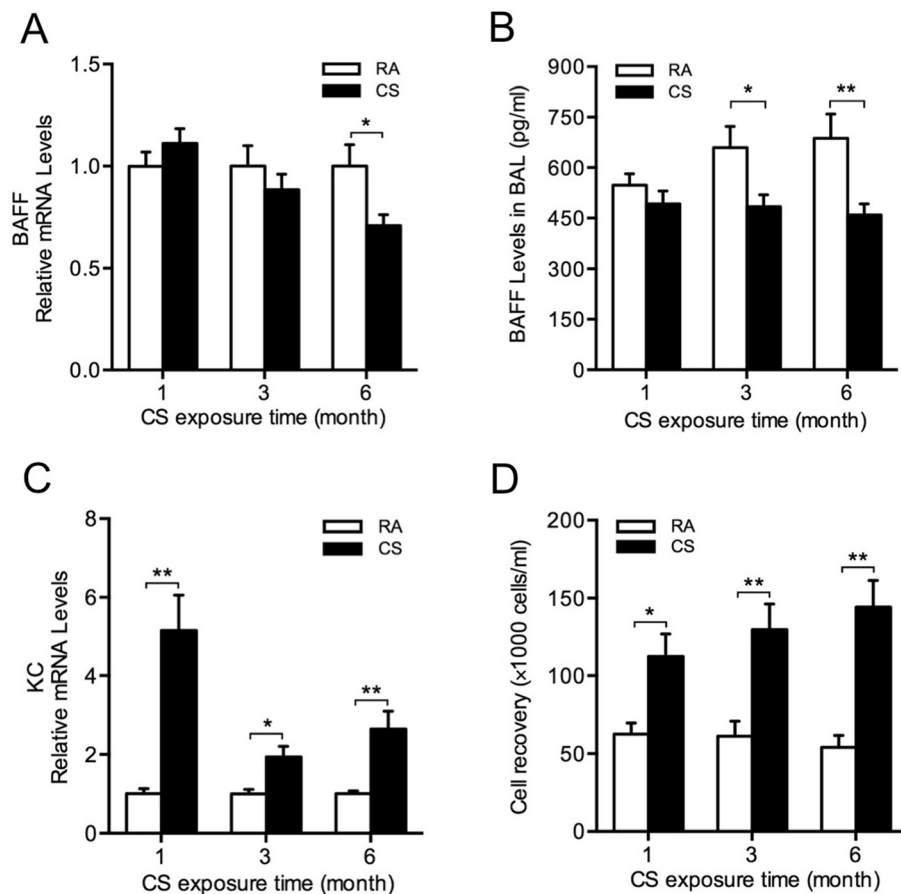 A
BAFF
Relative mRNA Levels
1.5
1.0
0.5
0.0
RA
CS
*
1 3 6
CS exposure time (month)
B
BAFF Levels in BAL (pg/ml)
900
750
600
450
300
150
0
RA
CS
* **
1 3 6
CS exposure time (month)
C
KC
Relative mRNA Levels
8
6
4
2
0
RA
CS
** * **
1 3 6
CS exposure time (month)
D
Cell recovery (×1000 cells/ml)
200
150
100
50
0
RA
CS
* ** **
1 3 6
CS exposure time (month)